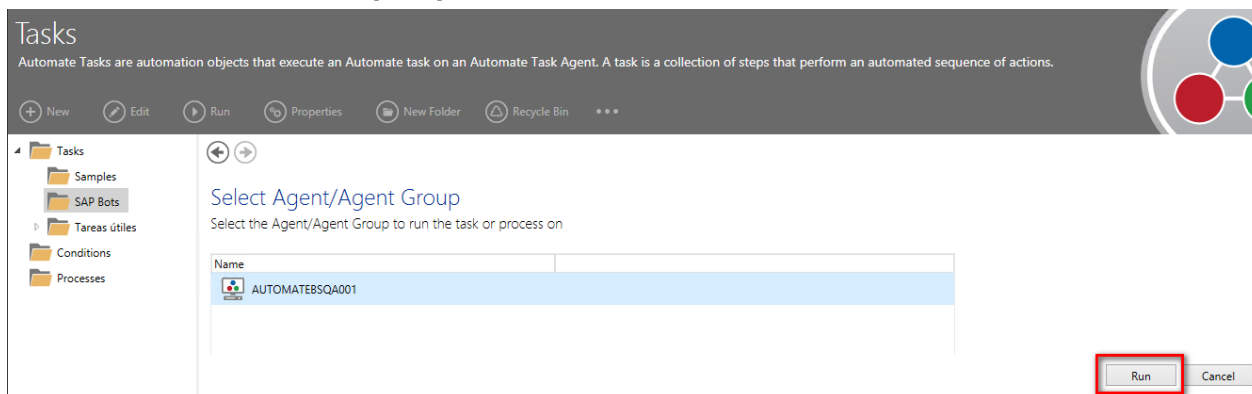 Tasks
Automate Tasks are automation objects that execute an Automate task on an Automate Task Agent. A task is a collection of steps that perform an automated sequence of actions.
New Edit Run Properties New Folder Recycle Bin
Tasks
Samples
SAP Bots
Tareas útiles
Conditions
Processes
Select Agent/Agent Group
Select the Agent/Agent Group to run the task or process on
Name
AUTOMATEBSQA001
Run Cancel